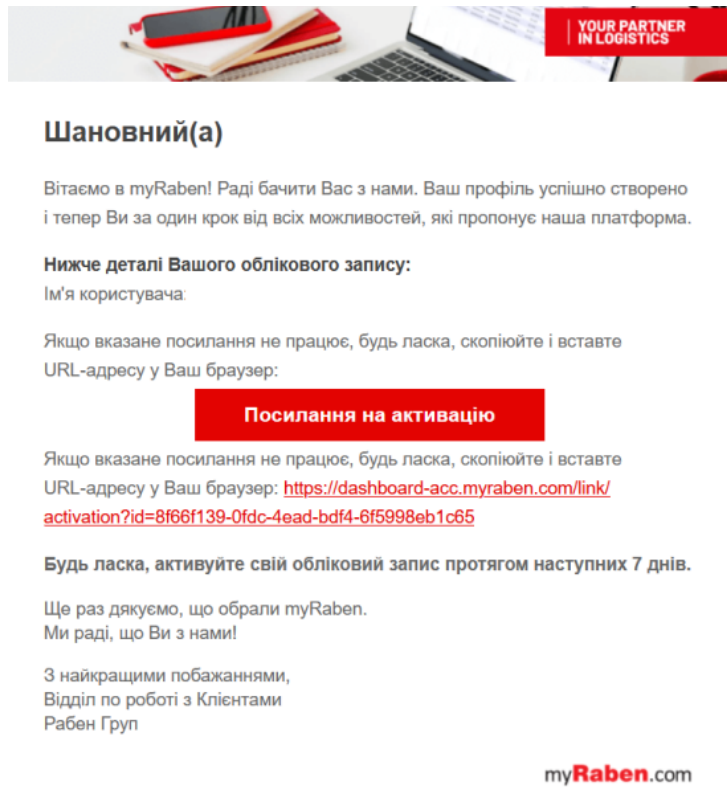 YOUR PARTNER
IN LOGISTICS
Шановний(а)
Вітаємо в myRaben! Раді бачити Вас з нами. Ваш профіль успішно створено
і тепер Ви за один крок від всіх можливостей, які пропонує наша платформа.
Нижче деталі Вашого облікового запису:
Ім'я користувача:
Якщо вказане посилання не працює, будь ласка, скопіюйте і вставте
URL-адресу у Ваш браузер:
Посилання на активацію
Якщо вказане посилання не працює, будь ласка, скопіюйте і вставте
URL-адресу у Ваш браузер: https://dashboard-acc.myraben.com/link/
activation?id=8f66f139-0fdc-4ead-bdf4-6f5998eb1c65
Будь ласка, активуйте свій обліковий запис протягом наступних 7 днів.
Ще раз дякуємо, що обрали myRaben.
Ми раді, що Ви з нами!
З найкращими побажаннями,
Відділ по роботі з Клієнтами
Рабен Груп
myRaben.com